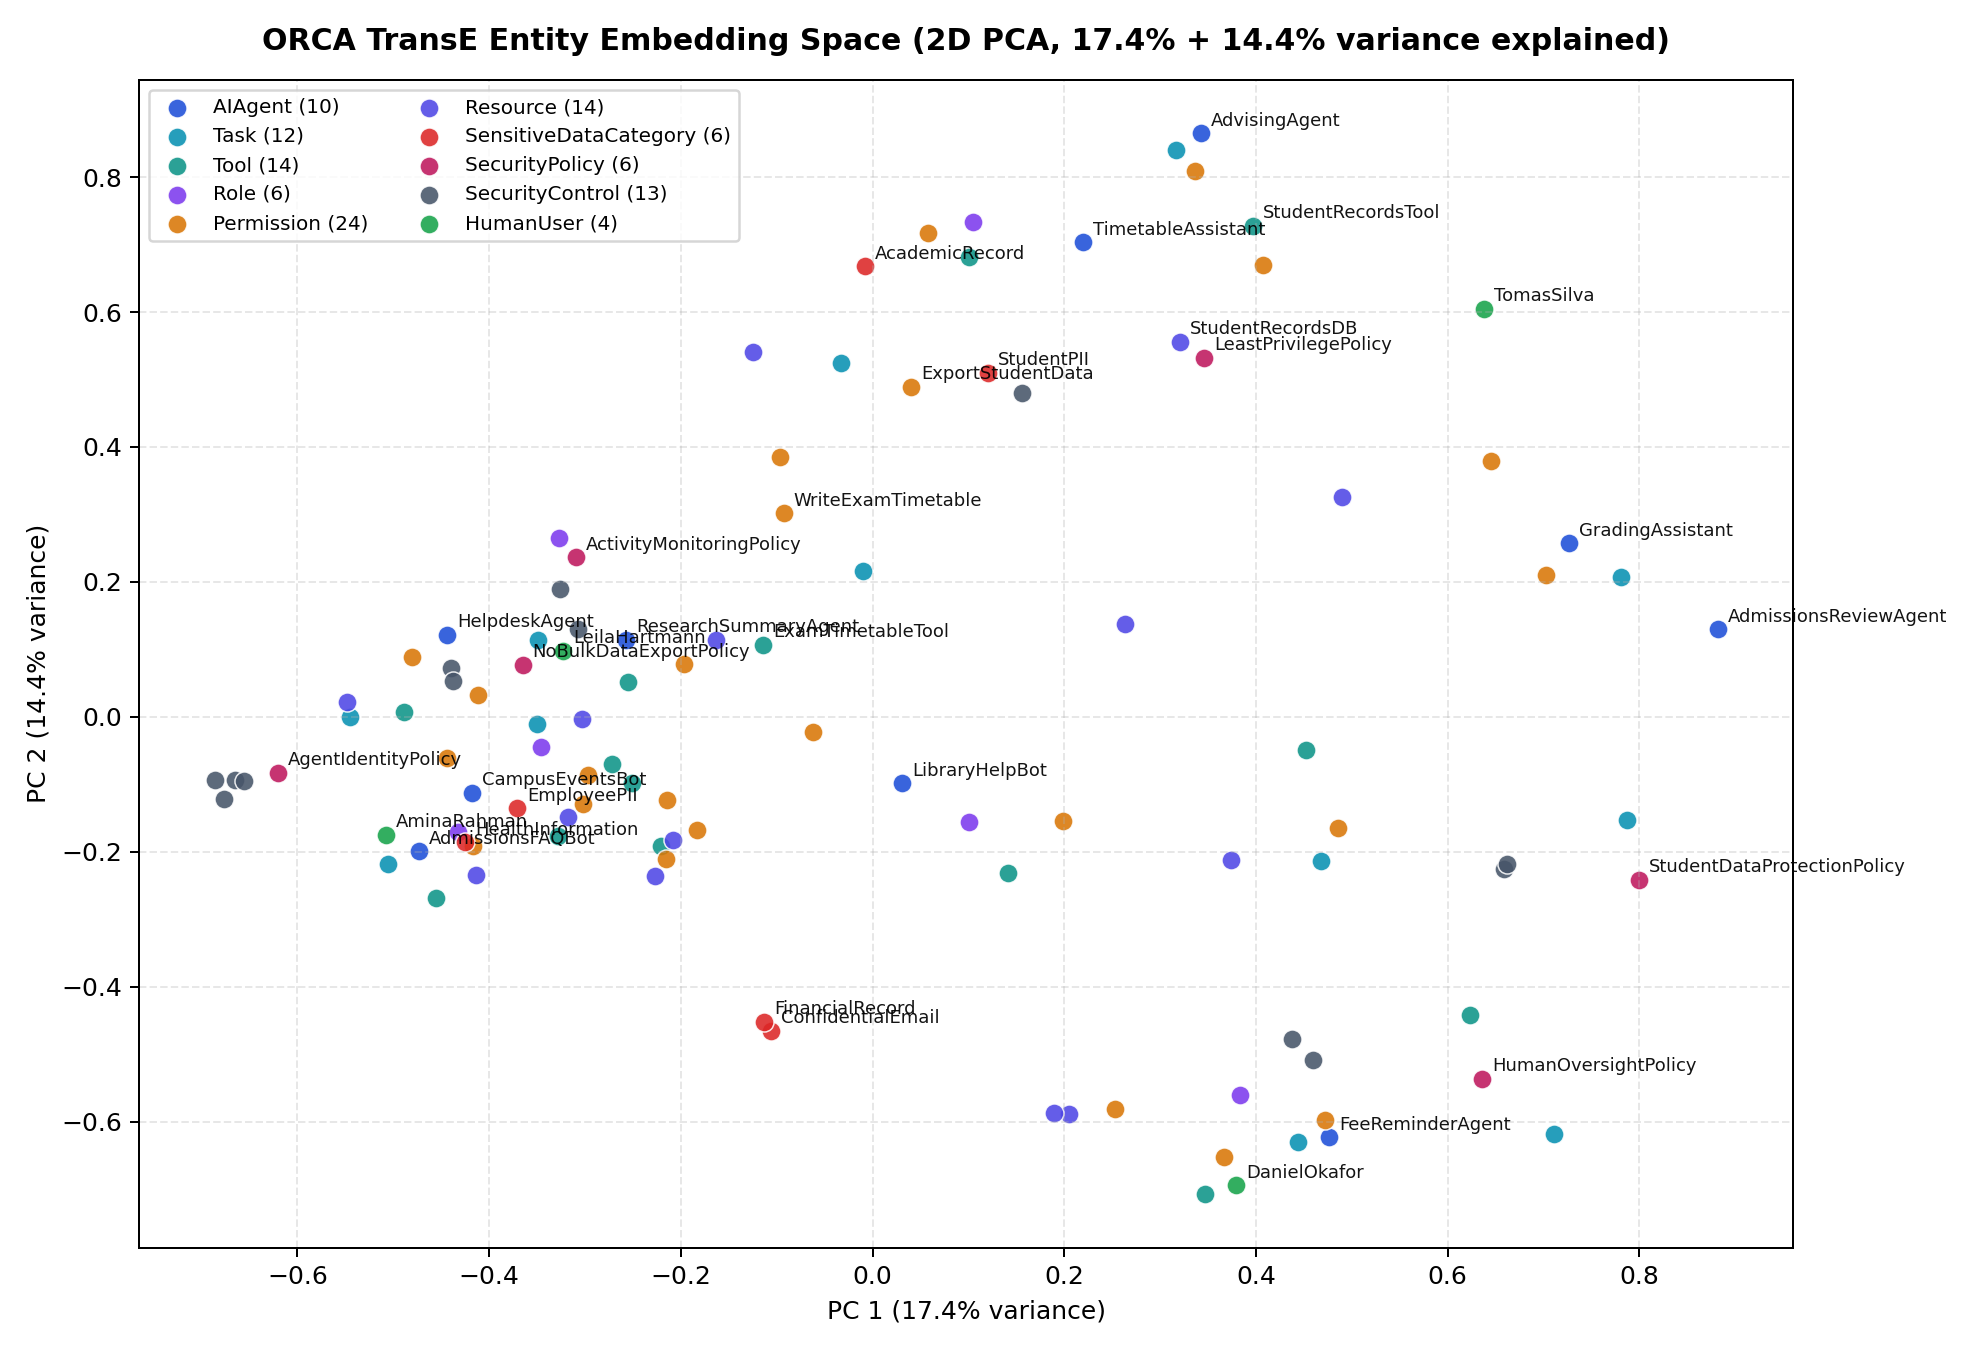 ORCA TransE Entity Embedding Space (2D PCA, 17.4% + 14.4% variance explained)
AIAgent (10)
Task (12)
Tool (14)
Role (6)
Permission (24)
Resource (14)
SensitiveDataCategory (6)
SecurityPolicy (6)
SecurityControl (13)
HumanUser (4)
AdvisingAgent
StudentRecordsTool
TimetableAssistant
AcademicRecord
TomasSilva
StudentRecordsDB
LeastPrivilegePolicy
StudentPII
ExportStudentData
WriteExamTimetable
ActivityMonitoringPolicy
GradingAssistant
AdmissionsReviewAgent
HelpdeskAgent
ResearchSummaryAgent
ExamTimetableTool
LeilaHartmann
NoBulkDataExportPolicy
AgentIdentityPolicy
CampusEventsBot
LibraryHelpBot
EmployeePII
AminaRahman
HealthInformation
AdmissionsFAQBot
StudentDataProtectionPolicy
FinancialRecord
ConfidentialEmail
HumanOversightPolicy
FeeReminderAgent
DanielOkafor
PC 2 (14.4% variance)
0.8
0.6
0.4
0.2
0.0
−0.2
−0.4
−0.6
−0.6
−0.4
−0.2
0.0
0.2
0.4
0.6
0.8
PC 1 (17.4% variance)